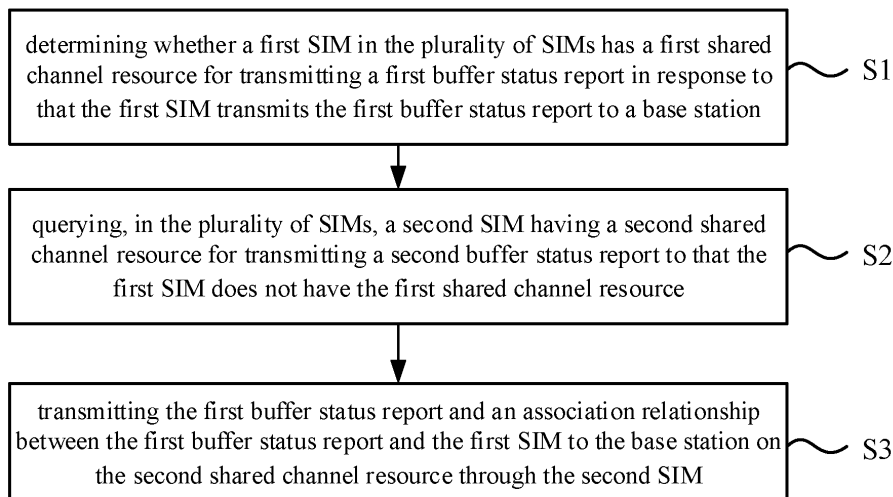 determining whether a first SIM in the plurality of SIMs has a first shared
channel resource for transmitting a first buffer status report in response to
that the first SIM transmits the first buffer status report to a base station
S1
querying, in the plurality of SIMs, a second SIM having a second shared
channel resource for transmitting a second buffer status report to that the
first SIM does not have the first shared channel resource
S2
transmitting the first buffer status report and an association relationship
between the first buffer status report and the first SIM to the base station on
the second shared channel resource through the second SIM
S3